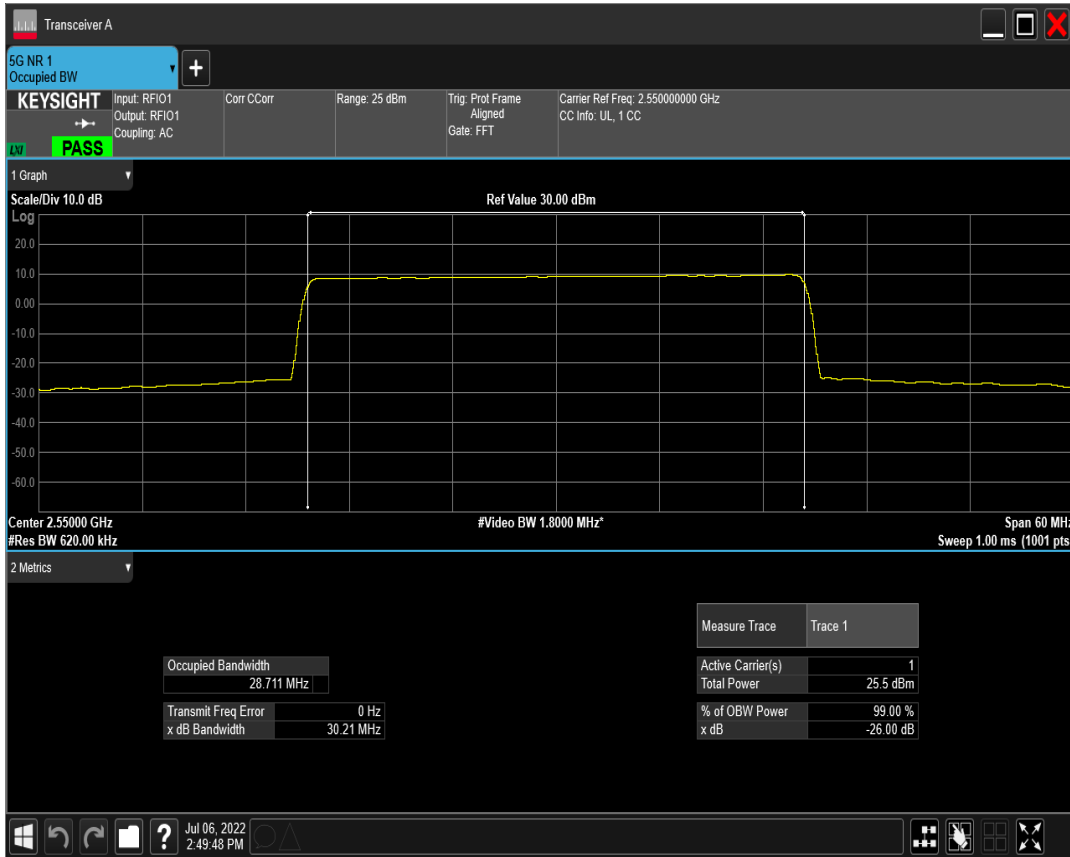 Transceiver A
5G NR 1
Occupied BW
KEYSIGHT
LXI
PASS
Input: RFIO1
Output: RFIO1
Coupling: AC
Corr CCorr
Range: 25 dBm
Trig: Prot Frame
Aligned
Gate: FFT
Carrier Ref Freq: 2.550000000 GHz
CC Info: UL, 1 CC
1 Graph
Scale/Div 10.0 dB
Ref Value 30.00 dBm
Log
20.0
10.0
0.00
-10.0
-20.0
-30.0
-40.0
-50.0
-60.0
Center 2.55000 GHz
#Video BW 1.8000 MHz*
Span 60 MHz
#Res BW 620.00 kHz
Sweep 1.00 ms (1001 pts
2 Metrics
Measure Trace Trace 1
Occupied Bandwidth
28.711 MHz
Active Carrier(s) 1
Total Power 25.5 dBm
Transmit Freq Error 0 Hz
x dB Bandwidth 30.21 MHz
% of OBW Power 99.00 %
x dB -26.00 dB
?
Jul 06, 2022
2:49:48 PM